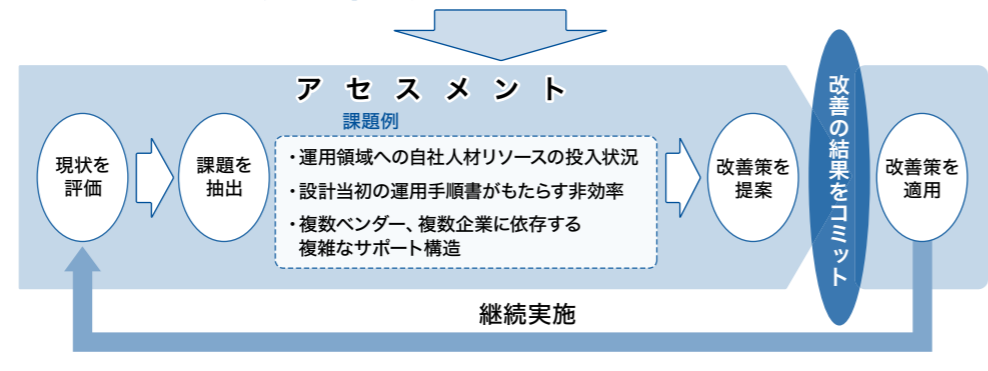 アセスメント
課題例
現状を
評価
課題を
抽出
・運用領域への自社人材リソースの投入状況
・設計当初の運用手順書がもたらす非効率
・複数ベンダー、複数企業に依存する
複雑なサポート構造
改善策を
提案
改善の結果をコミット
改善策を
適用
継続実施